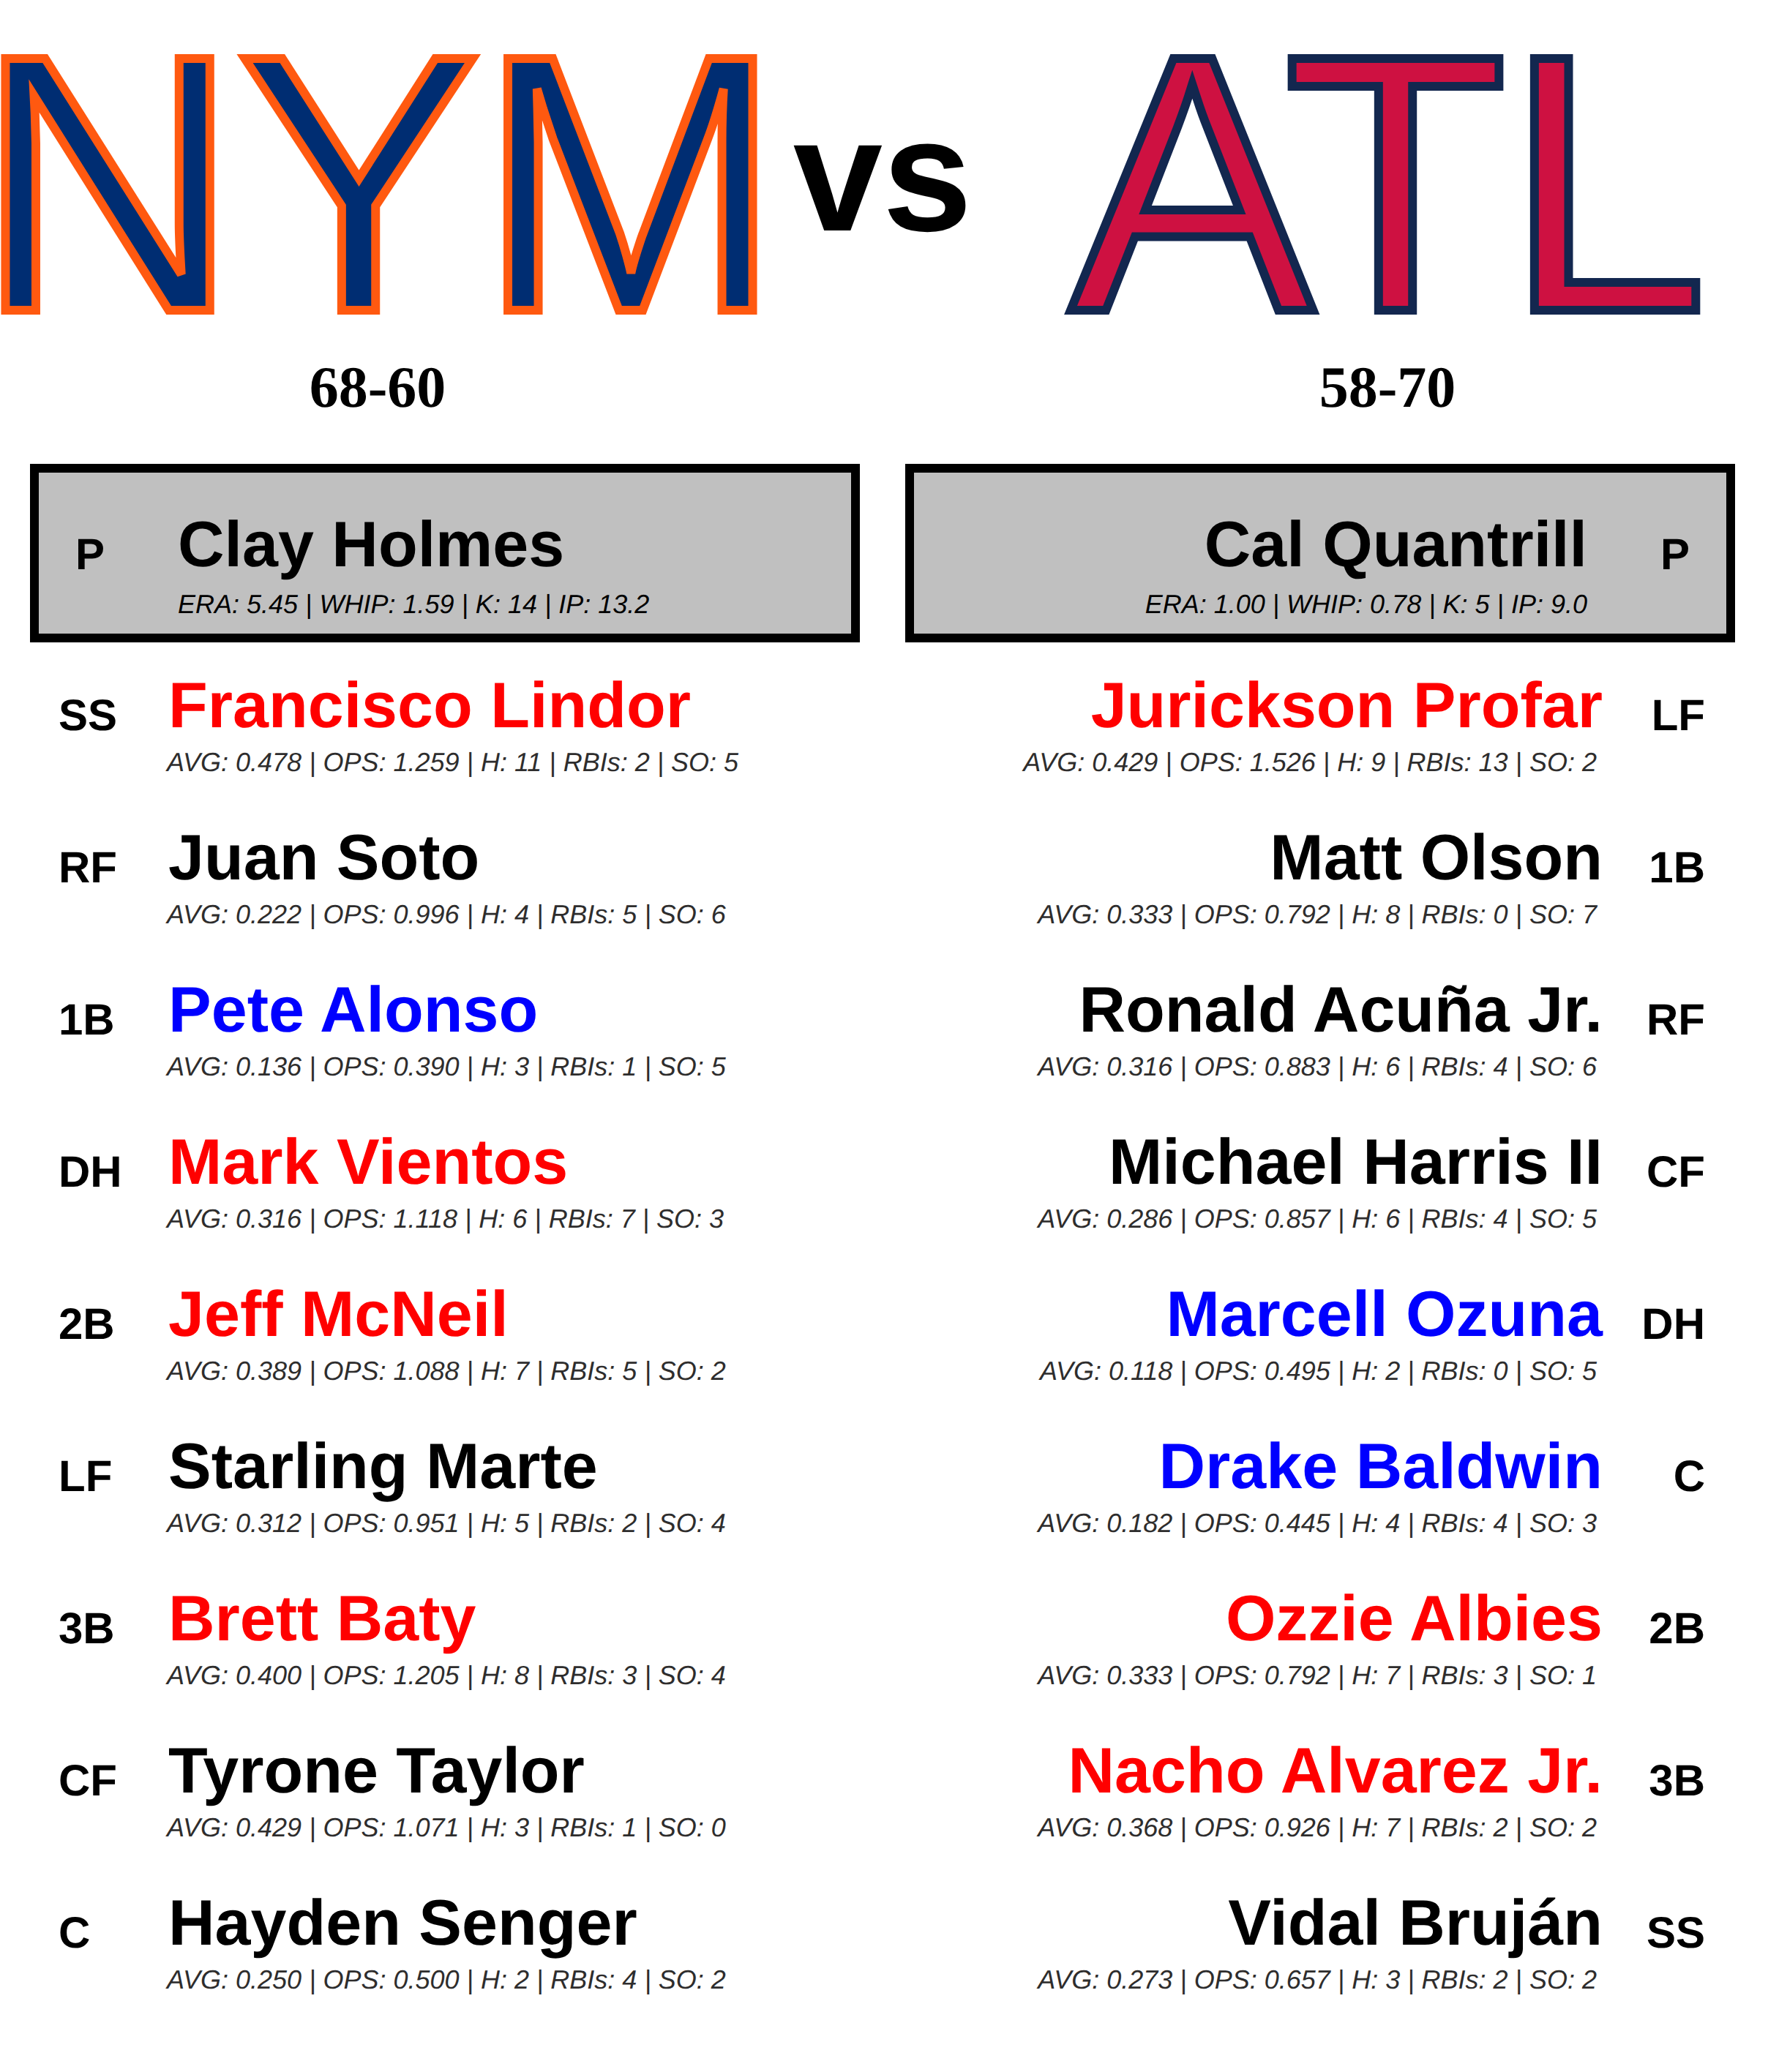 NYM vs ATL
68-60
58-70
P Clay Holmes
ERA: 5.45 | WHIP: 1.59 | K: 14 | IP: 13.2
Cal Quantrill P
ERA: 1.00 | WHIP: 0.78 | K: 5 | IP: 9.0
SS Francisco Lindor
AVG: 0.478 | OPS: 1.259 | H: 11 | RBIs: 2 | SO: 5
RF Juan Soto
AVG: 0.222 | OPS: 0.996 | H: 4 | RBIs: 5 | SO: 6
1B Pete Alonso
AVG: 0.136 | OPS: 0.390 | H: 3 | RBIs: 1 | SO: 5
DH Mark Vientos
AVG: 0.316 | OPS: 1.118 | H: 6 | RBIs: 7 | SO: 3
2B Jeff McNeil
AVG: 0.389 | OPS: 1.088 | H: 7 | RBIs: 5 | SO: 2
LF Starling Marte
AVG: 0.312 | OPS: 0.951 | H: 5 | RBIs: 2 | SO: 4
3B Brett Baty
AVG: 0.400 | OPS: 1.205 | H: 8 | RBIs: 3 | SO: 4
CF Tyrone Taylor
AVG: 0.429 | OPS: 1.071 | H: 3 | RBIs: 1 | SO: 0
C Hayden Senger
AVG: 0.250 | OPS: 0.500 | H: 2 | RBIs: 4 | SO: 2
Jurickson Profar LF
AVG: 0.429 | OPS: 1.526 | H: 9 | RBIs: 13 | SO: 2
Matt Olson 1B
AVG: 0.333 | OPS: 0.792 | H: 8 | RBIs: 0 | SO: 7
Ronald Acuña Jr. RF
AVG: 0.316 | OPS: 0.883 | H: 6 | RBIs: 4 | SO: 6
Michael Harris II CF
AVG: 0.286 | OPS: 0.857 | H: 6 | RBIs: 4 | SO: 5
Marcell Ozuna DH
AVG: 0.118 | OPS: 0.495 | H: 2 | RBIs: 0 | SO: 5
Drake Baldwin C
AVG: 0.182 | OPS: 0.445 | H: 4 | RBIs: 4 | SO: 3
Ozzie Albies 2B
AVG: 0.333 | OPS: 0.792 | H: 7 | RBIs: 3 | SO: 1
Nacho Alvarez Jr. 3B
AVG: 0.368 | OPS: 0.926 | H: 7 | RBIs: 2 | SO: 2
Vidal Bruján SS
AVG: 0.273 | OPS: 0.657 | H: 3 | RBIs: 2 | SO: 2